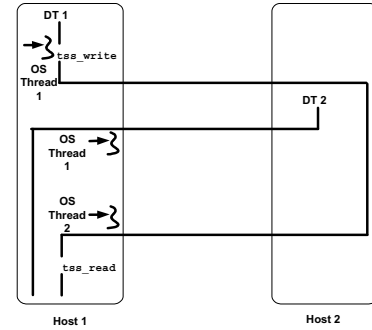 DT 1
tss_write
OS
Thread
1
DT 2
OS
Thread
1
OS
Thread
2
tss_read
Host 1
Host 2